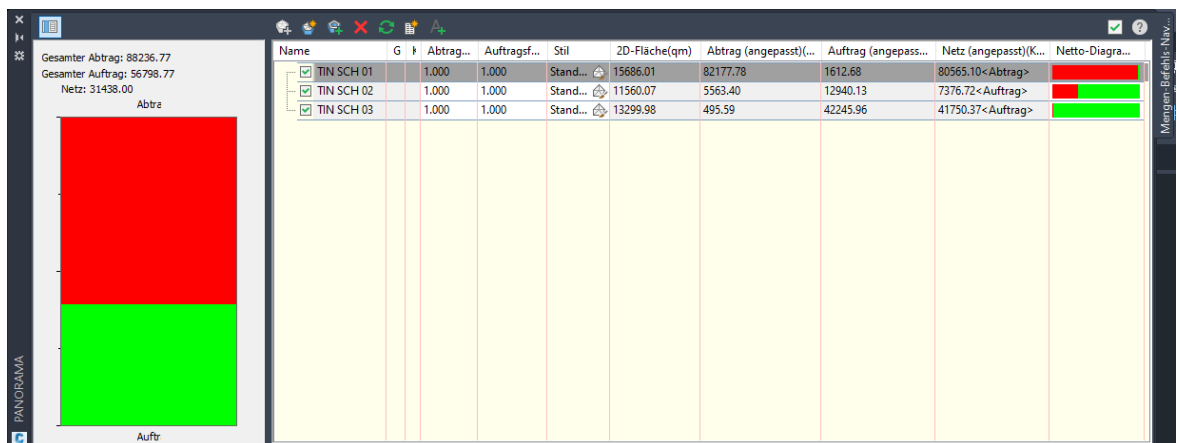 Gesamter Abtrag: 88236.77
Gesamter Auftrag: 56798.77
Netz: 31438.00
Abtra
Auftr
Name G Abtrag... Auftragsf... Stil 2D-Fläche(qm) Abtrag (angepasst)(... Auftrag (angepass... Netz (angepasst)(K... Netto-Diagra...
TIN SCH 01 1.000 1.000 Stand... 15686.01 82177.78 1612.68 80565.10<Abtrag>
TIN SCH 02 1.000 1.000 Stand... 11560.07 5563.40 12940.13 7376.72<Auftrag>
TIN SCH 03 1.000 1.000 Stand... 13299.98 495.59 42245.96 41750.37<Auftrag>
Mengen-Befehls-Nav...
PANORAMA